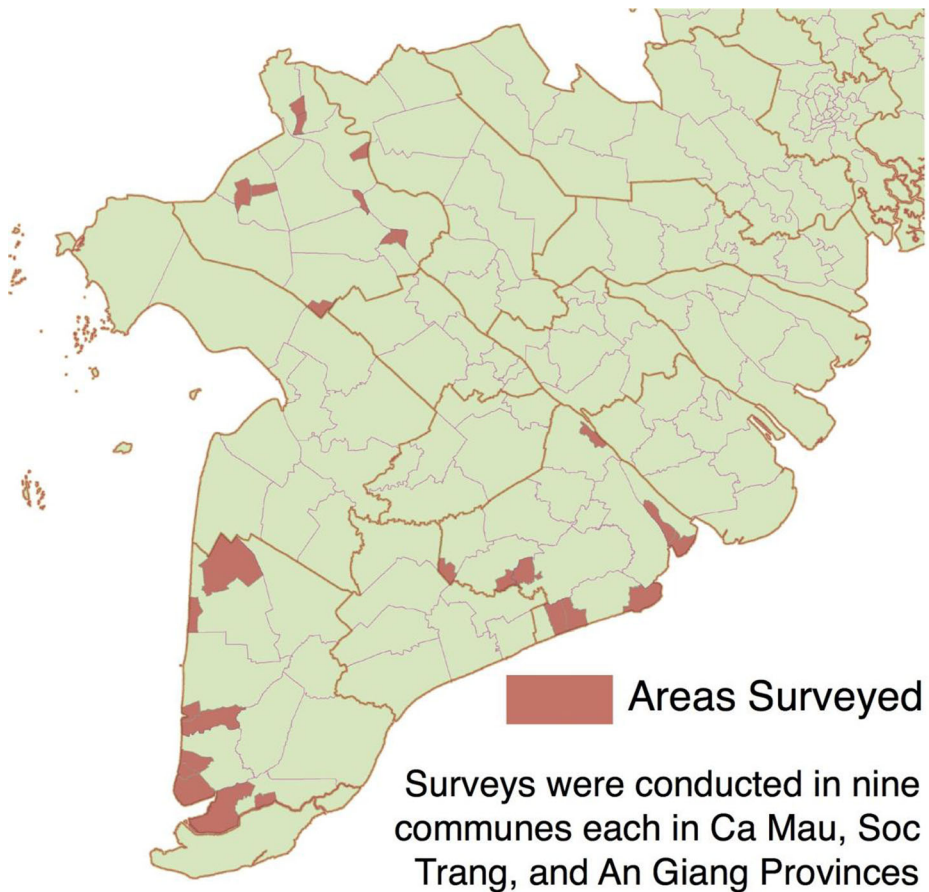 Areas Surveyed
Surveys were conducted in nine
communes each in Ca Mau, Soc
Trang, and An Giang Provinces